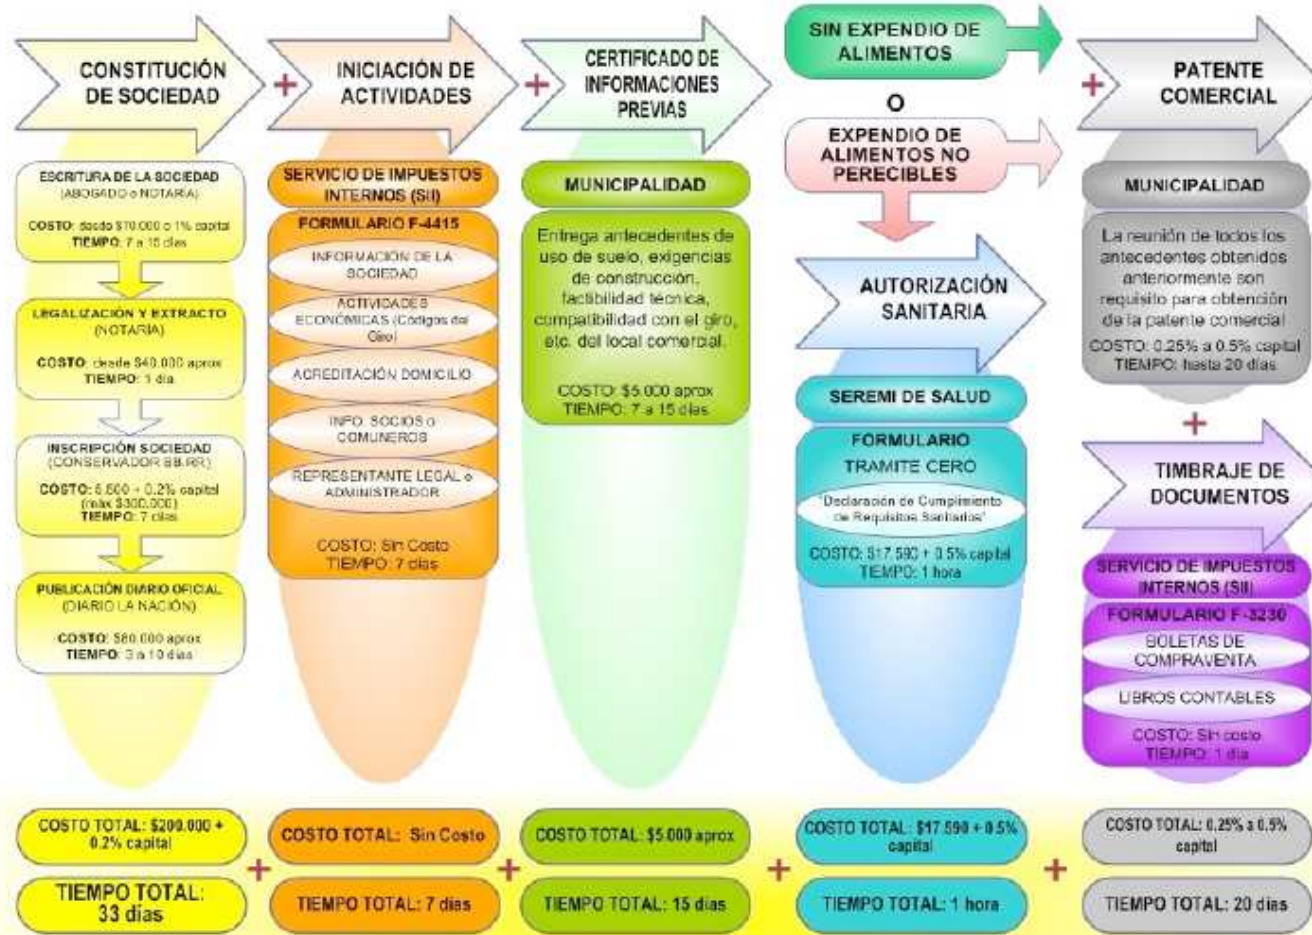 CONSTITUCIÓN
DE SOCIEDAD
+
INICIACIÓN DE
ACTIVIDADES
+
CERTIFICADO DE
INFORMACIONES
PREVIAS
SIN EXPENDIO DE
ALIMENTOS
O
EXPENDIO DE
ALIMENTOS NO
PERECIBLES
+
PATENTE
COMERCIAL
ESCRITURA DE LA SOCIEDAD
(ABOGADO o NOTARÍA)
COSTO: desde $70.000 o 1% capital
TIEMPO: 7 a 15 días
LEGALIZACIÓN Y EXTRACTO
(NOTARÍA)
COSTO: desde $40.000 aprox
TIEMPO: 1 día
INSCRIPCIÓN SOCIEDAD
(CONSERVADOR BB.RR)
COSTO: 5.500 + 0.2% capital
(máx $300.000)
TIEMPO: 7 días
PUBLICACIÓN DIARIO OFICIAL
(DIARIO LA NACIÓN)
COSTO: $80.000 aprox
TIEMPO: 3 a 10 días
SERVICIO DE IMPUESTOS
INTERNOS (SII)
FORMULARIO F-4415
INFORMACIÓN DE LA
SOCIEDAD
ACTIVIDADES
ECONÓMICAS (Códigos del
Giro)
ACREDITACIÓN DOMICILIO
INFO. SOCIOS o
COMUNEROS
REPRESENTANTE LEGAL o
ADMINISTRADOR
COSTO: Sin Costo
TIEMPO: 7 días
MUNICIPALIDAD
Entrega antecedentes de
uso de suelo, exigencias
de construcción,
factibilidad técnica,
compatibilidad con el giro,
etc. del local comercial.
COSTO: $5.000 aprox
TIEMPO: 7 a 15 días
AUTORIZACIÓN
SANITARIA
SEREMI DE SALUD
FORMULARIO
TRAMITE CERO
"Declaración de Cumplimiento
de Requisitos Sanitarios"
COSTO: $17.590 + 0.5% capital
TIEMPO: 1 hora
MUNICIPALIDAD
La reunión de todos los
antecedentes obtenidos
anteriormente son
requisito para obtención
de la patente comercial
COSTO: 0.25% a 0.5% capital
TIEMPO: hasta 20 días
+
TIMBRAJE DE
DOCUMENTOS
SERVICIO DE IMPUESTOS
INTERNOS (SII)
FORMULARIO F-3230
BOLETAS DE
COMPRAVENTA
LIBROS CONTABLES
COSTO: Sin costo
TIEMPO: 1 día
COSTO TOTAL: $200.000 +
0.2% capital
TIEMPO TOTAL:
33 días
+
COSTO TOTAL: Sin Costo
TIEMPO TOTAL: 7 días
+
COSTO TOTAL: $5.000 aprox
TIEMPO TOTAL: 15 días
+
COSTO TOTAL: $17.590 + 0.5%
capital
TIEMPO TOTAL: 1 hora
+
COSTO TOTAL: 0.25% a 0.5%
capital
TIEMPO TOTAL: 20 días